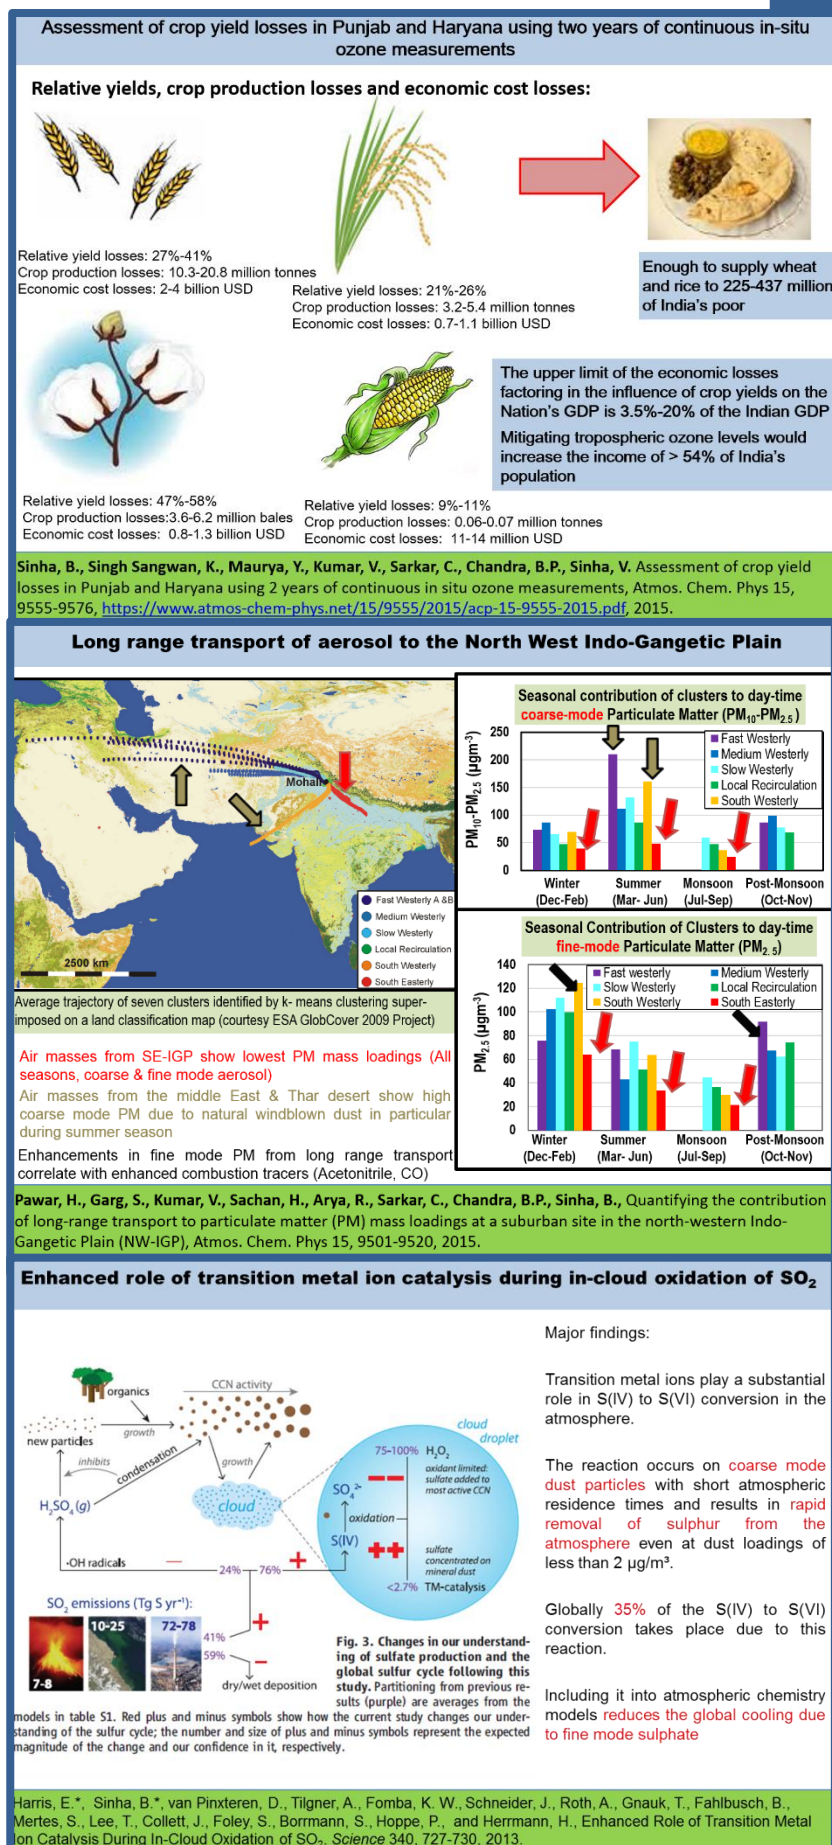 Assessment of crop yield losses in Punjab and Haryana using two years of continuous in-situ
ozone measurements
Relative yields, crop production losses and economic cost losses:
Relative yield losses: 27%-41%
Crop production losses: 10.3-20.8 million tonnes
Economic cost losses: 2-4 billion USD
Relative yield losses: 21%-26%
Crop production losses: 3.2-5.4 million tonnes
Economic cost losses: 0.7-1.1 billion USD
Enough to supply wheat
and rice to 225-437 million
of India's poor
The upper limit of the economic losses
factoring in the influence of crop yields on the
Nation's GDP is 3.5%-20% of the Indian GDP
Mitigating tropospheric ozone levels would
increase the income of > 54% of India's
population
Relative yield losses: 47%-58%
Crop production losses:3.6-6.2 million bales
Economic cost losses: 0.8-1.3 billion USD
Relative yield losses: 9%-11%
Crop production losses: 0.06-0.07 million tonnes
Economic cost losses: 11-14 million USD
Sinha, B., Singh Sangwan, K., Maurya, Y., Kumar, V., Sarkar, C., Chandra, B.P., Sinha, V. Assessment of crop yield
losses in Punjab and Haryana using 2 years of continuous in situ ozone measurements, Atmos. Chem. Phys 15,
9555-9576, https://www.atmos-chem-phys.net/15/9555/2015/acp-15-9555-2015.pdf, 2015.
Long range transport of aerosol to the North West Indo-Gangetic Plain
Mohali
Fast Westerly A &B
Medium Westerly
Slow Westerly
Local Recirculation
South Westerly
South Easterly
2500 km
Average trajectory of seven clusters identified by k- means clustering super-
imposed on a land classification map (courtesy ESA GlobCover 2009 Project)
Air masses from SE-IGP show lowest PM mass loadings (All
seasons, coarse & fine mode aerosol)
Air masses from the middle East & Thar desert show high
coarse mode PM due to natural windblown dust in particular
during summer season
Enhancements in fine mode PM from long range transport
correlate with enhanced combustion tracers (Acetonitrile, CO)
Seasonal contribution of clusters to day-time
coarse-mode Particulate Matter (PM10-PM2.5 )
PM10-PM2.5 (µgm-3)
250
200
150
100
50
0
Fast Westerly
Medium Westerly
Slow Westerly
Local Recirculation
South Westerly
South Easterly
Winter Summer Monsoon Post-Monsoon
(Dec-Feb) (Mar- Jun) (Jul-Sep) (Oct-Nov)
Seasonal Contribution of Clusters to day-time
fine-mode Particulate Matter (PM2.5)
PM2.5 (µgm-3)
140
120
100
80
60
40
20
0
Fast westerly Medium Westerly
Slow Westerly Local Recirculation
South Westerly South Easterly
Winter Summer Monsoon Post-Monsoon
(Dec-Feb) (Mar- Jun) (Jul-Sep) (Oct-Nov)
Pawar, H., Garg, S., Kumar, V., Sachan, H., Arya, R., Sarkar, C., Chandra, B.P., Sinha, B., Quantifying the contribution
of long-range transport to particulate matter (PM) mass loadings at a suburban site in the north-western Indo-
Gangetic Plain (NW-IGP), Atmos. Chem. Phys 15, 9501-9520, 2015.
Enhanced role of transition metal ion catalysis during in-cloud oxidation of SO2
organics
CCN activity
new particles
growth
inhibits
condensation
growth
cloud
H2SO4 (g)
·OH radicals
24%
76%
cloud
droplet
75-100% H2O2
oxidant limited:
sulfate added to
most active CCN
SO4 2-
oxidation
S(IV)
sulfate
concentrated on
mineral dust
<2.7% TM-catalysis
SO2 emissions (Tg S yr-1):
7-8
10-25
72-78
41%
59%
dry/wet deposition
Fig. 3. Changes in our understand-
ing of sulfate production and the
global sulfur cycle following this
study. Partitioning from previous re-
sults (purple) are averages from the
models in table S1. Red plus and minus symbols show how the current study changes our under-
standing of the sulfur cycle; the number and size of plus and minus symbols represent the expected
magnitude of the change and our confidence in it, respectively.
Major findings:
Transition metal ions play a substantial
role in S(IV) to S(VI) conversion in the
atmosphere.
The reaction occurs on coarse mode
dust particles with short atmospheric
residence times and results in rapid
removal of sulphur from the
atmosphere even at dust loadings of
less than 2 µg/m³.
Globally 35% of the S(IV) to S(VI)
conversion takes place due to this
reaction.
Including it into atmospheric chemistry
models reduces the global cooling due
to fine mode sulphate
Harris, E.*, Sinha, B.*, van Pinxteren, D., Tilgner, A., Fomba, K. W., Schneider, J., Roth, A., Gnauk, T., Fahlbusch, B.,
Mertes, S., Lee, T., Collett, J., Foley, S., Borrmann, S., Hoppe, P., and Herrmann, H., Enhanced Role of Transition Metal
Ion Catalysis During In-Cloud Oxidation of SO2. Science 340, 727-730, 2013.